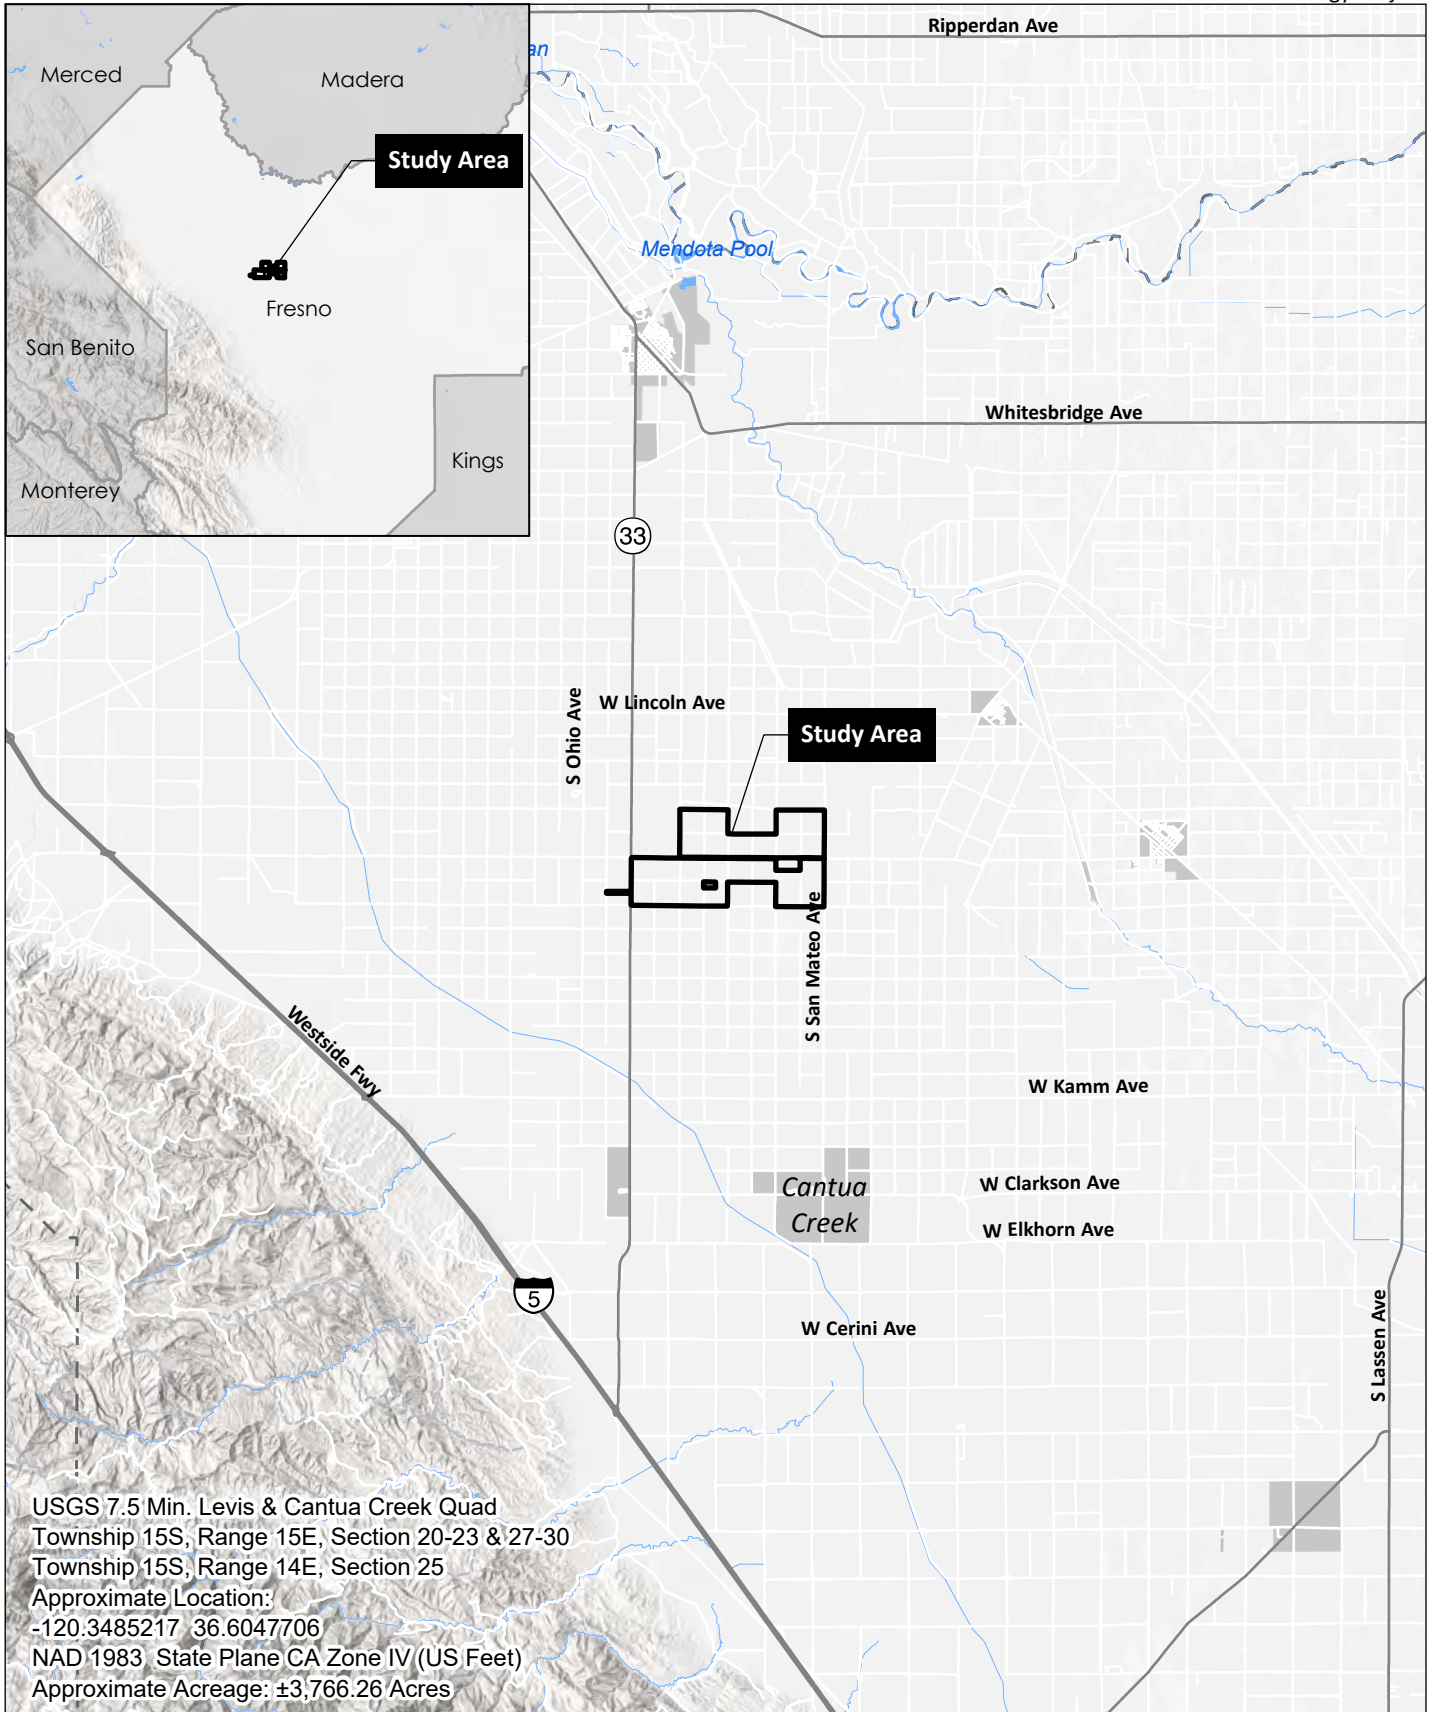 Ripperdan Ave
Merced
Madera
Study Area
Fresno
San Benito
Kings
Monterey
Mendota Pool
Whitesbridge Ave
33
S Ohio Ave
W Lincoln Ave
Study Area
S San Mateo Ave
Westside Fwy
W Kamm Ave
Cantua
Creek
W Clarkson Ave
W Elkhorn Ave
5
W Cerini Ave
S Lassen Ave
USGS 7.5 Min. Levis & Cantua Creek Quad
Township 15S, Range 15E, Section 20-23 & 27-30
Township 15S, Range 14E, Section 25
Approximate Location:
-120.3485217 36.6047706
NAD 1983 State Plane CA Zone IV (US Feet)
Approximate Acreage: ±3,766.26 Acres